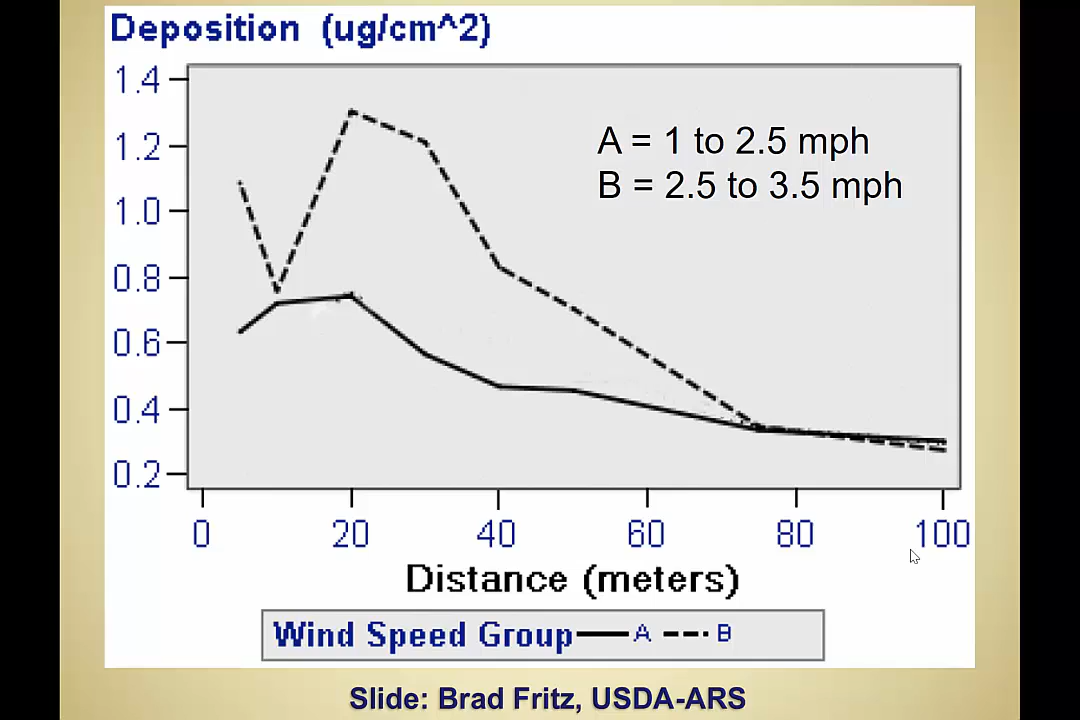 Deposition (ug/cm^2)
1.4
1.2
1.0
0.8
0.6
0.4
0.2
A = 1 to 2.5 mph
B = 2.5 to 3.5 mph
0 20 40 60 80 100
Distance (meters)
Wind Speed Group A B
Slide: Brad Fritz, USDA-ARS